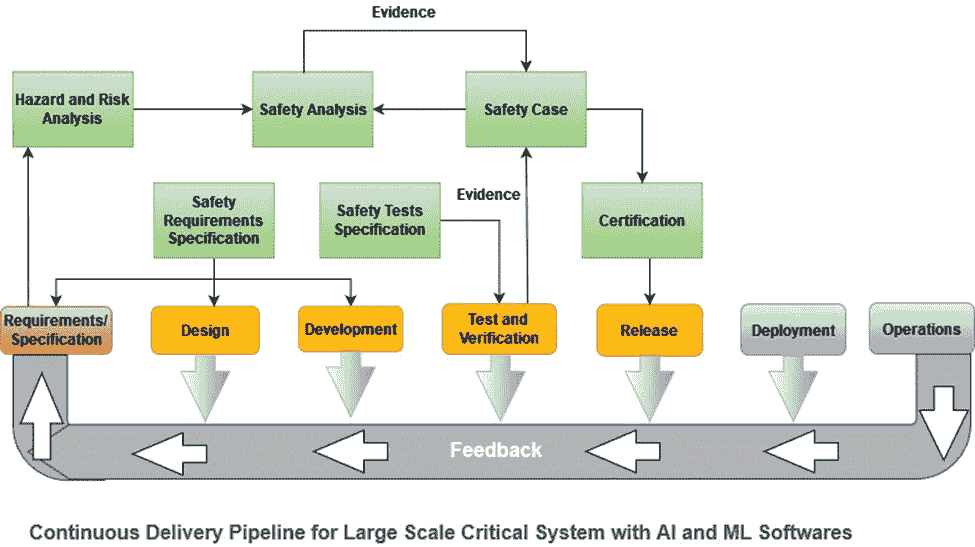 Evidence
Hazard and Risk
Analysis
Safety Analysis
Safety Case
Safety
Requirements
Specification
Safety Tests
Specification
Evidence
Certification
Requirements/
Specification
Design
Development
Test and
Verification
Release
Deployment
Operations
Feedback
Continuous Delivery Pipeline for Large Scale Critical System with AI and ML Softwares